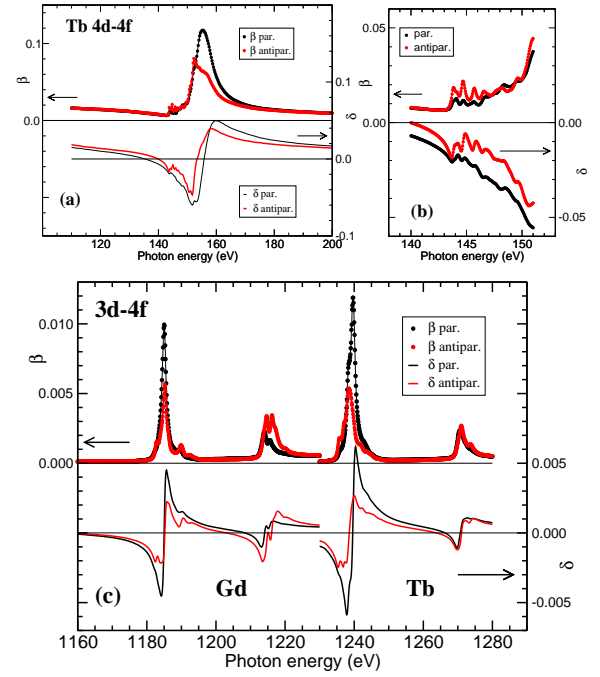 Tb 4d-4f
β par.
β antipar.
0.1
0.0
β
0.1
0.0
-0.1
δ
δ par.
δ antipar.
(a)
120 140 160 180 200
Photon energy (eV)
par.
antipar.
0.05
0.00
β
0.00
-0.05
δ
(b)
140 145 150
Photon energy (eV)
3d-4f
β par.
β antipar.
δ par.
δ antipar.
0.010
0.005
0.000
β
0.005
0.000
-0.005
δ
(c)
Gd
Tb
1160 1180 1200 1220 1240 1260 1280
Photon energy (eV)